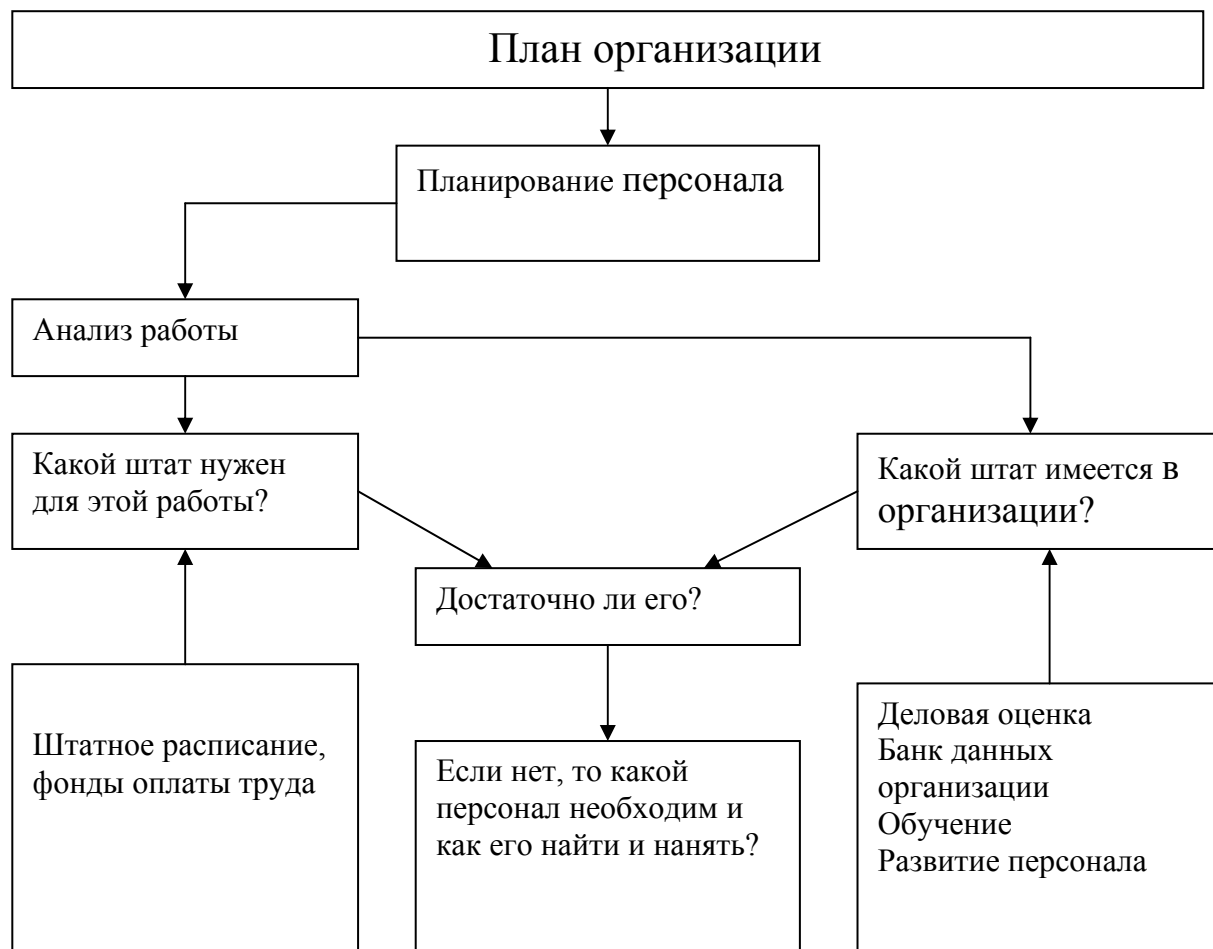 План организации
Планирование персонала
Анализ работы
Какой штат нужен
для этой работы?
Какой штат имеется в
организации?
Достаточно ли его?
Штатное расписание,
фонды оплаты труда
Если нет, то какой
персонал необходим и
как его найти и нанять?
Деловая оценка
Банк данных
организации
Обучение
Развитие персонала